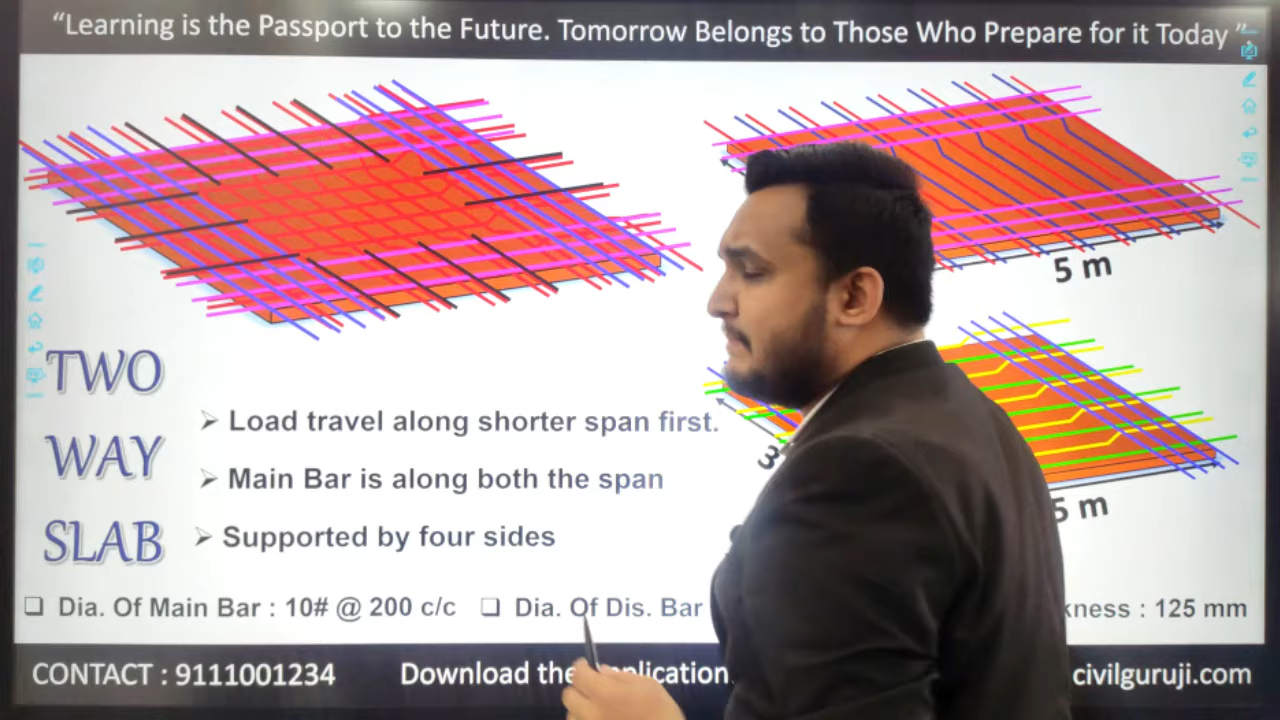 “Learning is the Passport to the Future. Tomorrow Belongs to Those Who Prepare for it Today ”
5 m
TWO
WAY
SLAB
➢ Load travel along shorter span first.
➢ Main Bar is along both the span
➢ Supported by four sides
3
5 m
❑ Dia. Of Main Bar : 10# @ 200 c/c ❑ Dia. Of Dis. Bar kness : 125 mm
CONTACT : 9111001234 Download the plication civilguruji.com